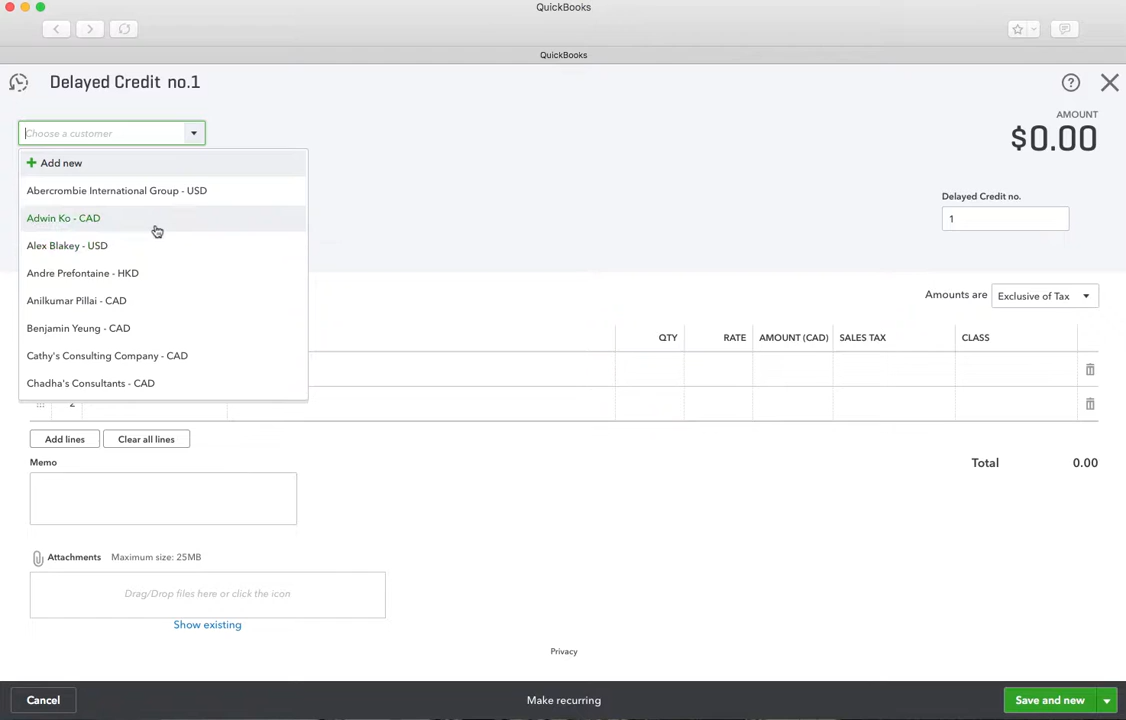 QuickBooks
QuickBooks
Delayed Credit no.1
AMOUNT
$0.00
Choose a customer
Add new
Abercrombie International Group - USD
Adwin Ko - CAD
Alex Blakey - USD
Andre Prefontaine - HKD
Anilkumar Pillai - CAD
Benjamin Yeung - CAD
Cathy's Consulting Company - CAD
Chadha's Consultants - CAD
Delayed Credit no.
1
Amounts are Exclusive of Tax
QTY RATE AMOUNT (CAD) SALES TAX CLASS
2
Add lines Clear all lines
Memo
Total 0.00
Attachments Maximum size: 25MB
Drag/Drop files here or click the icon
Show existing
Privacy
Cancel Make recurring Save and new